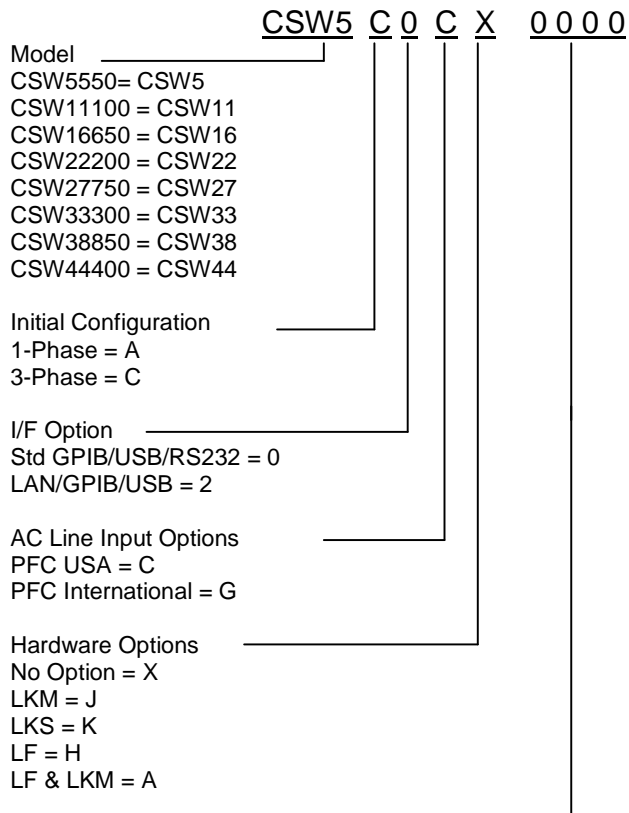 CSW5 C 0 C X 0 0 0 0
Model
CSW5550= CSW5
CSW11100 = CSW11
CSW16650 = CSW16
CSW22200 = CSW22
CSW27750 = CSW27
CSW33300 = CSW33
CSW38850 = CSW38
CSW44400 = CSW44
Initial Configuration
1-Phase = A
3-Phase = C
I/F Option
Std GPIB/USB/RS232 = 0
LAN/GPIB/USB = 2
AC Line Input Options
PFC USA = C
PFC International = G
Hardware Options
No Option = X
LKM = J
LKS = K
LF = H
LF & LKM = A